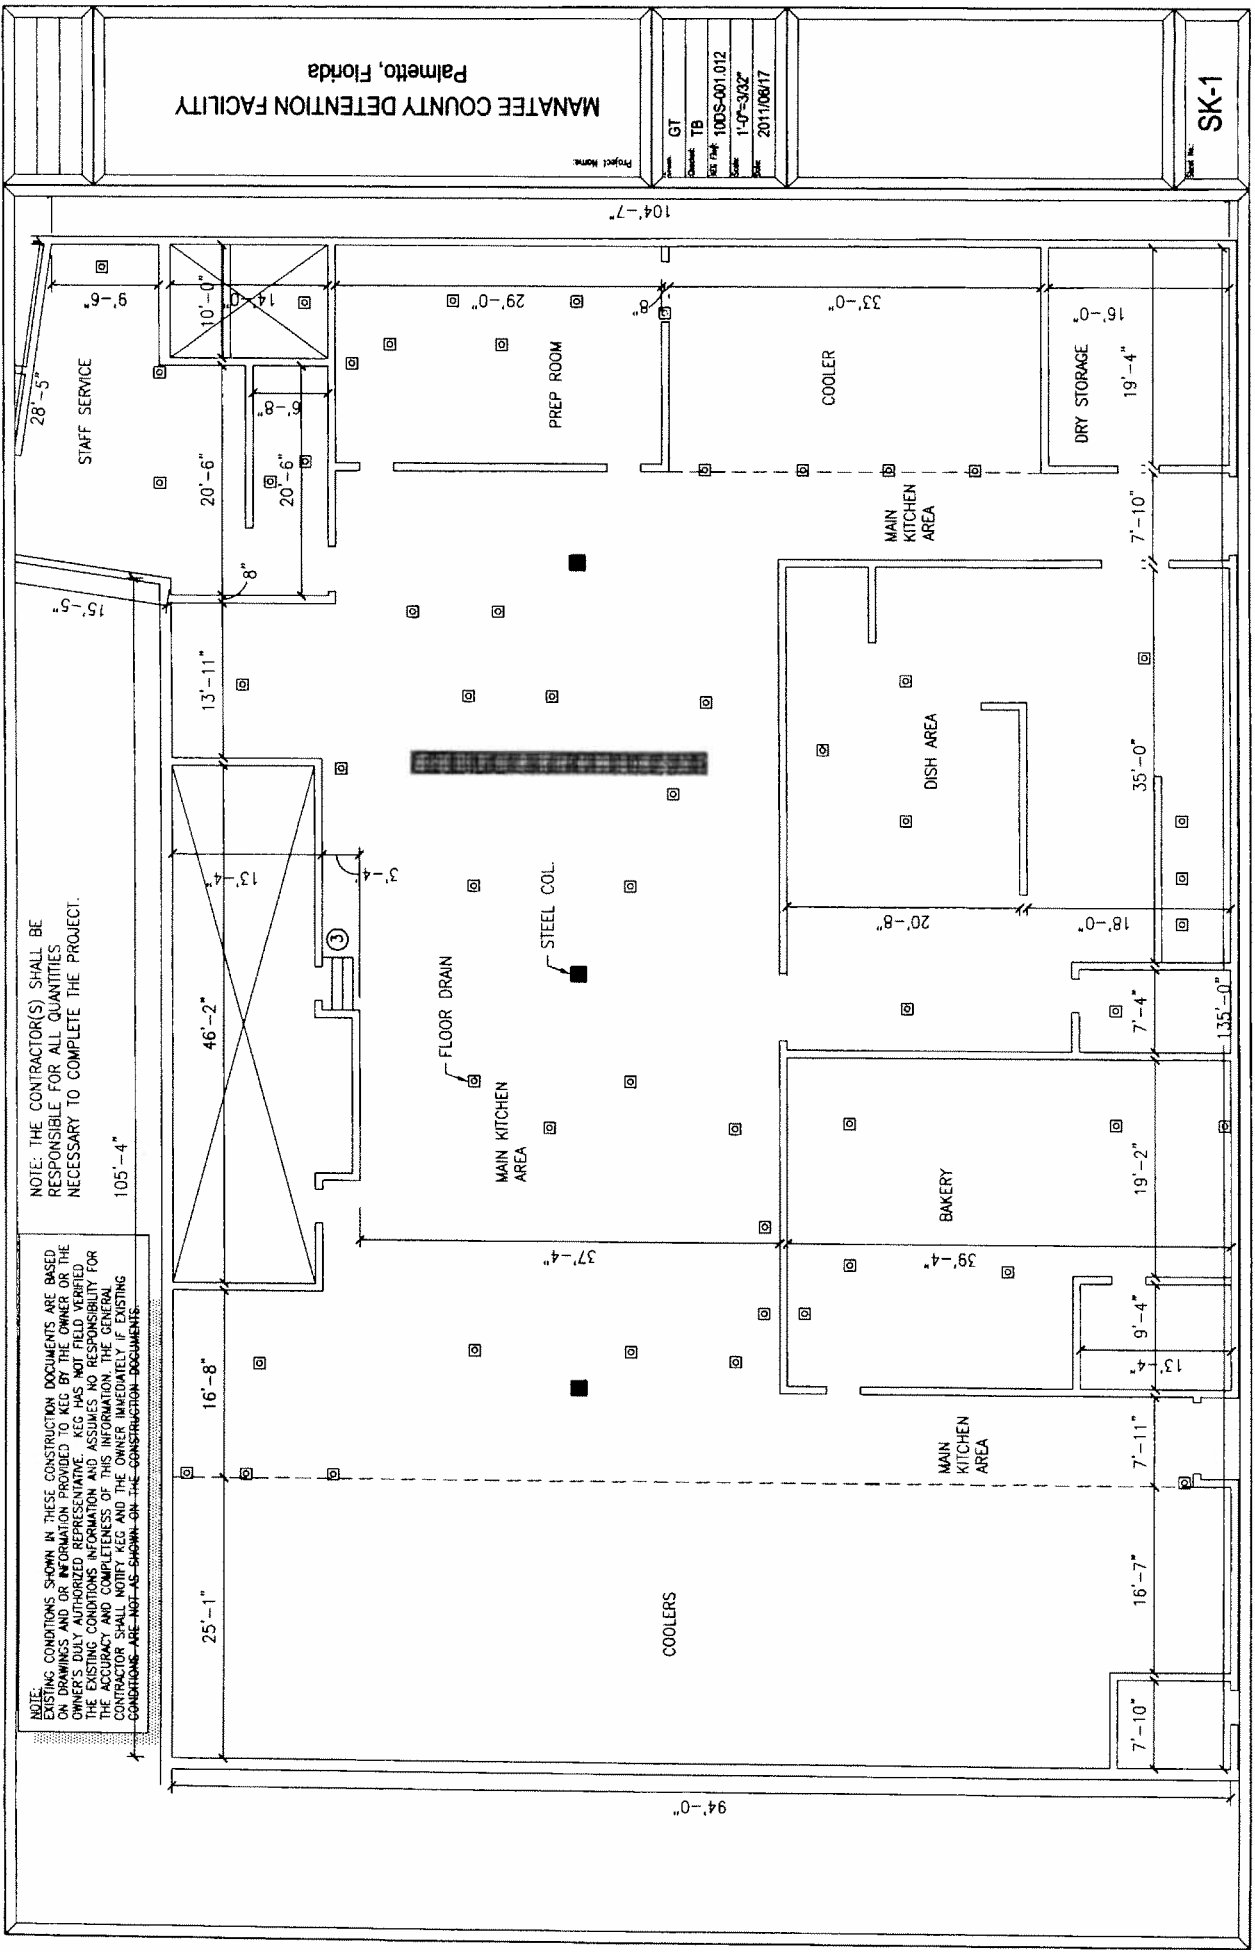 MANATEE COUNTY DETENTION FACILITY
Palmetto, Florida
Project Name:
GT
Checked: TB
10DS-001.012
Scale: 1'-0"=3/32"
Date: 2011/06/17
Sheet No.:
SK-1
NOTE:
EXISTING CONDITIONS SHOWN IN THESE CONSTRUCTION DOCUMENTS ARE BASED
ON DRAWINGS AND OR INFORMATION PROVIDED TO KEG BY THE OWNER OR THE
OWNER'S DULY AUTHORIZED REPRESENTATIVE. KEG HAS NOT FIELD VERIFIED
THE EXISTING CONDITIONS INFORMATION AND ASSUMES NO RESPONSIBILITY FOR
THE ACCURACY AND COMPLETENESS OF THIS INFORMATION. THE GENERAL
CONTRACTOR SHALL NOTIFY KEG AND THE OWNER IMMEDIATELY IF EXISTING
CONDITIONS ARE NOT AS SHOWN ON THE CONSTRUCTION DOCUMENTS.
NOTE: THE CONTRACTOR(S) SHALL BE
RESPONSIBLE FOR ALL QUANTITIES
NECESSARY TO COMPLETE THE PROJECT.
105'-4"
15'-5"
28'-5"
STAFF SERVICE
9'-6"
104'-7"
25'-1"
16'-8"
46'-2"
13'-11"
20'-6"
10'-0"
14'-0"
13'-4"
3'-4"
3
8"
6'-8"
20'-6"
29'-0"
8"
33'-0"
16'-0"
FLOOR DRAIN
STEEL COL.
MAIN KITCHEN
AREA
PREP ROOM
COOLER
DRY STORAGE
19'-4"
37'-4"
COOLERS
MAIN
KITCHEN
AREA
DISH AREA
20'-8"
18'-0"
BAKERY
39'-4"
MAIN
KITCHEN
AREA
13'-4"
7'-10"
16'-7"
7'-11"
9'-4"
19'-2"
7'-4"
35'-0"
7'-10"
135'-0"
94'-0"